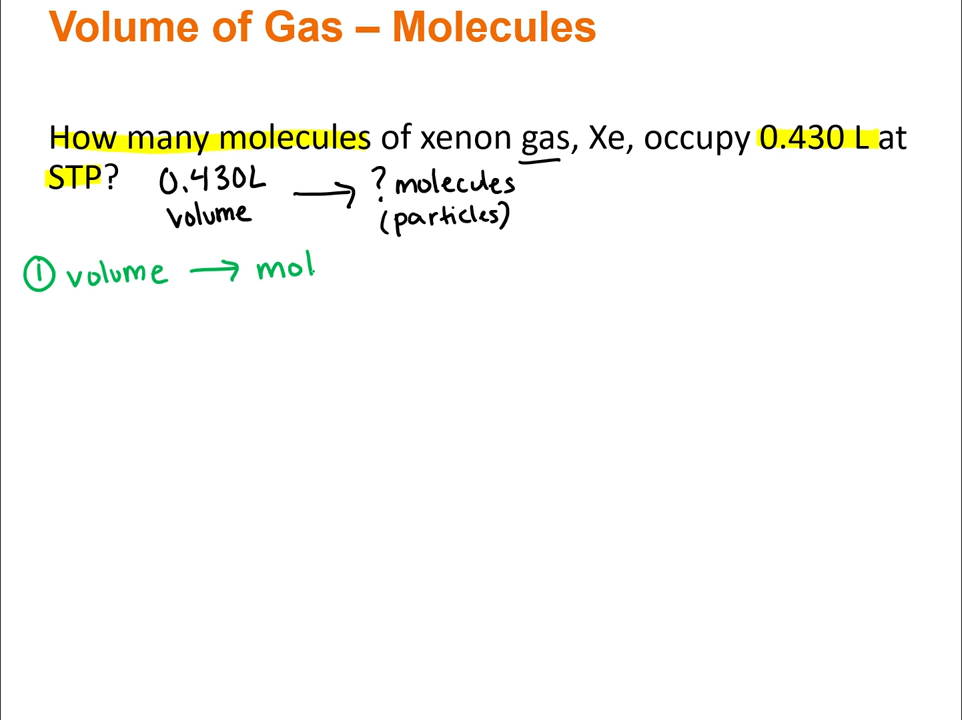 Volume of Gas – Molecules
How many molecules of xenon gas, Xe, occupy 0.430 L at
STP? 0.430L → ? molecules
volume (particles)
① volume → mol